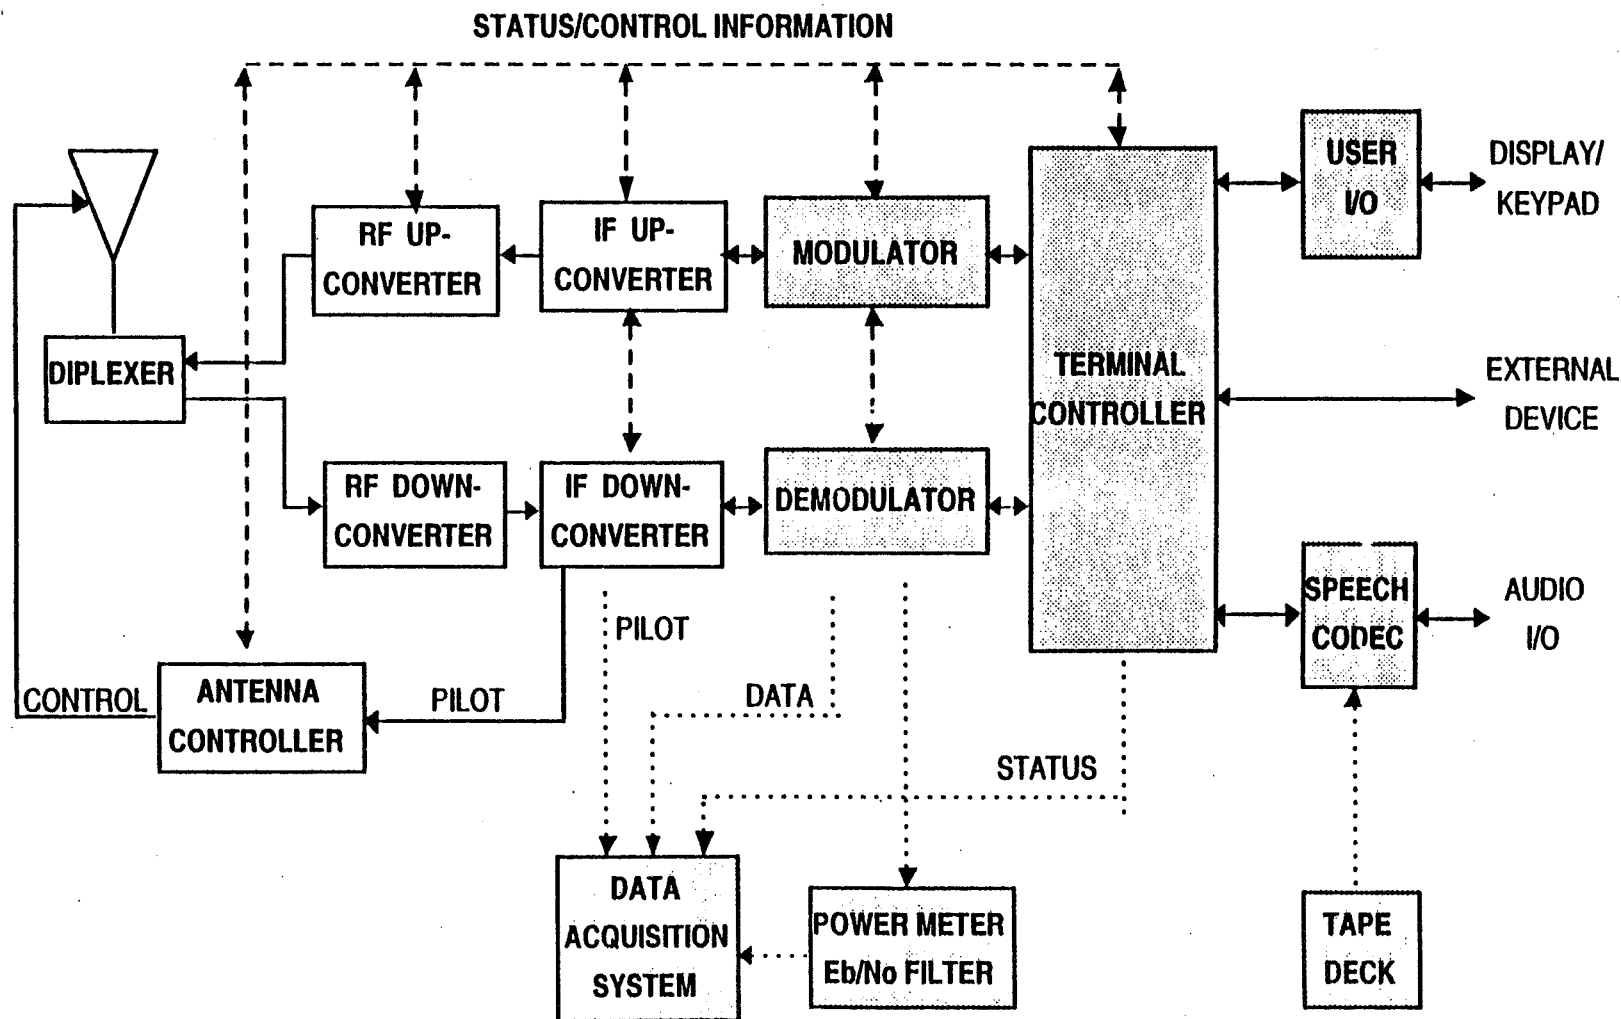 STATUS/CONTROL INFORMATION
USER
I/O
DISPLAY/
KEYPAD
RF UP-
CONVERTER
IF UP-
CONVERTER
MODULATOR
DIPLEXER
TERMINAL
CONTROLLER
EXTERNAL
DEVICE
RF DOWN-
CONVERTER
IF DOWN-
CONVERTER
DEMODULATOR
SPEECH
CODEC
AUDIO
I/O
PILOT
CONTROL
ANTENNA
CONTROLLER
PILOT
DATA
STATUS
DATA
ACQUISITION
SYSTEM
POWER METER
Eb/No FILTER
TAPE
DECK